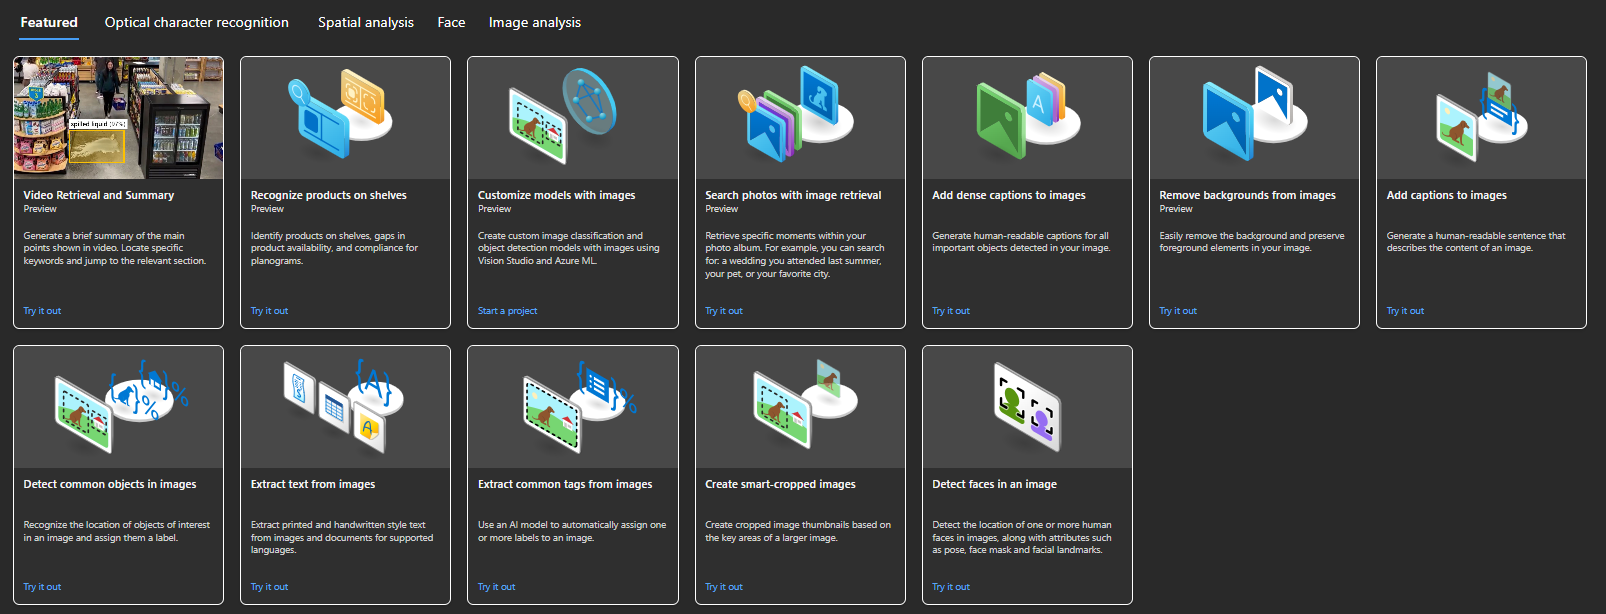 Featured
Optical character recognition
Spatial analysis
Face
Image analysis
spilled liquid (97%)
Video Retrieval and Summary
Preview
Generate a brief summary of the main
points shown in video. Locate specific
keywords and jump to the relevant section.
Try it out
Recognize products on shelves
Preview
Identify products on shelves, gaps in
product availability, and compliance for
planograms.
Try it out
Customize models with images
Preview
Create custom image classification and
object detection models with images using
Vision Studio and Azure ML.
Start a project
Search photos with image retrieval
Preview
Retrieve specific moments within your
photo album. For example, you can search
for: a wedding you attended last summer,
your pet, or your favorite city.
Try it out
A
Add dense captions to images
Generate human-readable captions for all
important objects detected in your image.
Try it out
Remove backgrounds from images
Preview
Easily remove the background and preserve
foreground elements in your image.
Try it out
Add captions to images
Generate a human-readable sentence that
describes the content of an image.
Try it out
{ } % { } %
Detect common objects in images
Recognize the location of objects of interest
in an image and assign them a label.
Try it out
{A}
A
Extract text from images
Extract printed and handwritten style text
from images and documents for supported
languages.
Try it out
{ } %
Extract common tags from images
Use an AI model to automatically assign one
or more labels to an image.
Try it out
Create smart-cropped images
Create cropped image thumbnails based on
the key areas of a larger image.
Try it out
Detect faces in an image
Detect the location of one or more human
faces in images, along with attributes such
as pose, face mask and facial landmarks.
Try it out